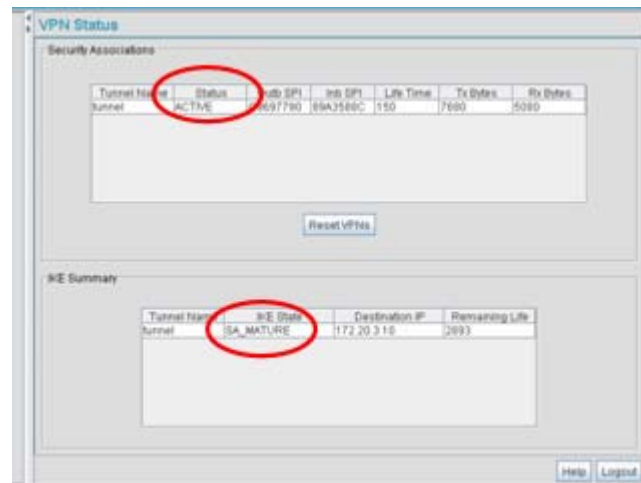 VPN Status
Security Associations
Tunnel Name Status Outb SPI Inb SPI Life Time Tx Bytes Rx Bytes
tunnel ACTIVE 89A3588C 150 7680 5080
Reset VPNs
IKE Summary
Tunnel Name IKE State Destination IP Remaining Life
tunnel SA_MATURE 172.20.3.10 2893
Help Logout